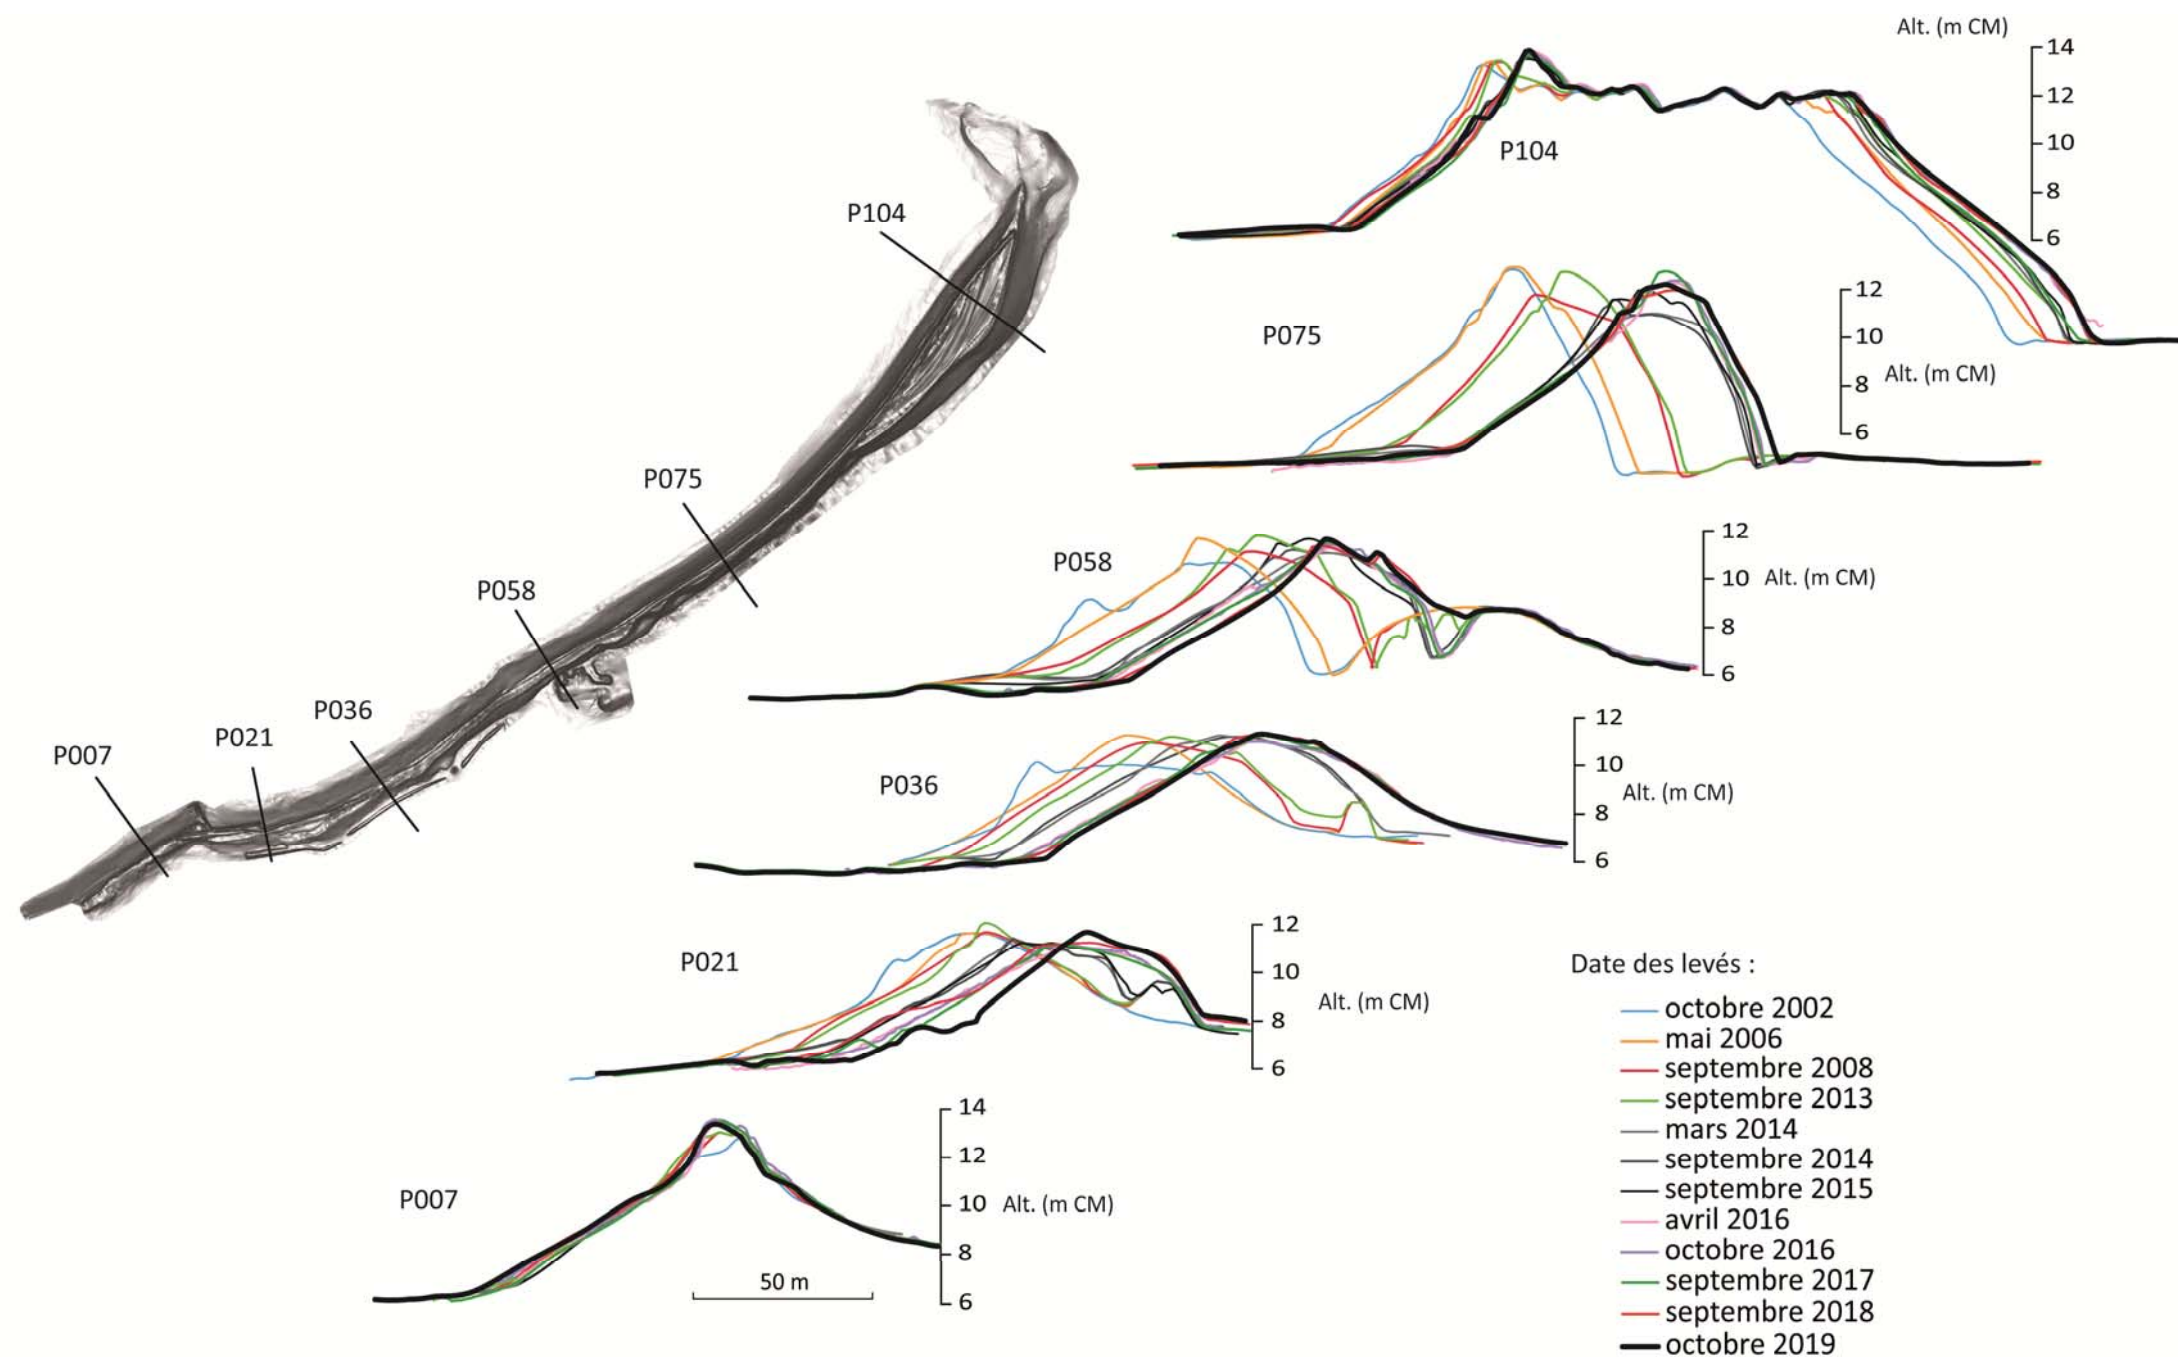 Alt. (m CM)
14
12
10
8
6
P104
P104
12
10
8
6
Alt. (m CM)
P075
P075
12
10
8
6
Alt. (m CM)
P058
P058
12
10
8
6
Alt. (m CM)
P036
P036
P021
P007
12
10
8
6
Alt. (m CM)
P021
14
12
10
8
6
Alt. (m CM)
P007
50 m
Date des levés :
octobre 2002
mai 2006
septembre 2008
septembre 2013
mars 2014
septembre 2014
septembre 2015
avril 2016
octobre 2016
septembre 2017
septembre 2018
octobre 2019